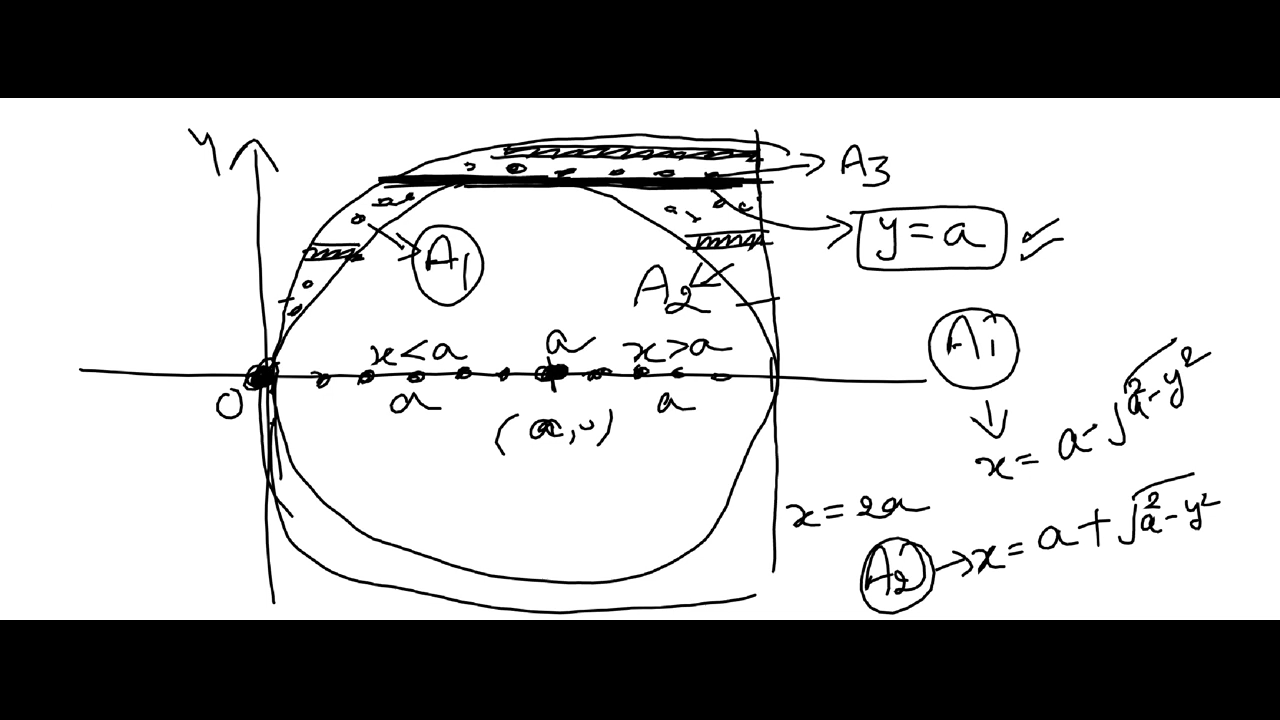 y
A3
y = a
A1
A2
x < a
a
x > a
A1
O
a
(a, 0)
a
x = a - √a² - y²
x = 2a
A2 → x = a + √a² - y²